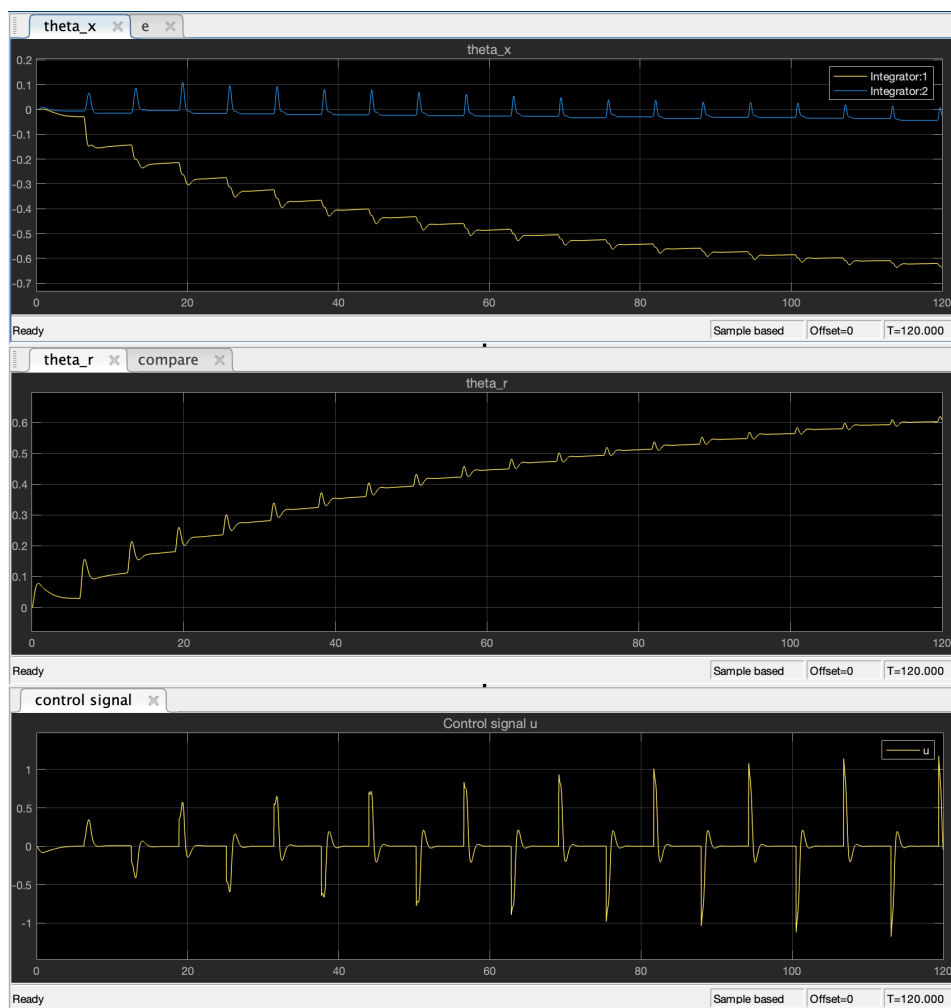 theta_x e
theta_x
0.2
0.1
0
-0.1
-0.2
-0.3
-0.4
-0.5
-0.6
-0.7
Integrator:1
Integrator:2
0 20 40 60 80 100 120
Ready Sample based Offset=0 T=120.000
theta_r compare
theta_r
0.6
0.5
0.4
0.3
0.2
0.1
0
0 20 40 60 80 100 120
Ready Sample based Offset=0 T=120.000
control signal
Control signal u
u
1
0.5
0
-0.5
-1
0 20 40 60 80 100 120
Ready Sample based Offset=0 T=120.000